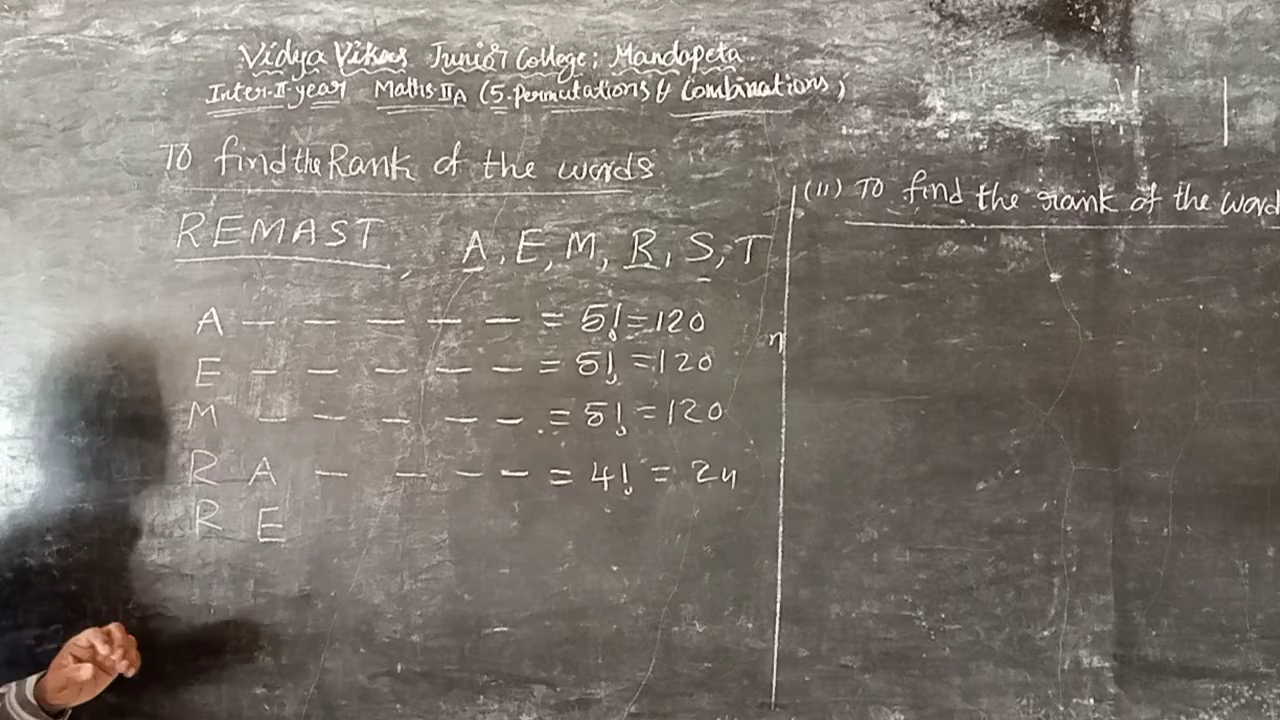 Vidya Vikas Junior College; Mandapeta
Inter-II-year Maths-IIA (5. Permutations & Combinations)
To find the Rank of the words
REMAST, A, E, M, R, S, T
A – – – – – = 5! = 120
E – – – – – = 5! = 120
M – – – – – = 5! = 120
R A – – – – = 4! = 24
R E
(11) To find the rank of the word